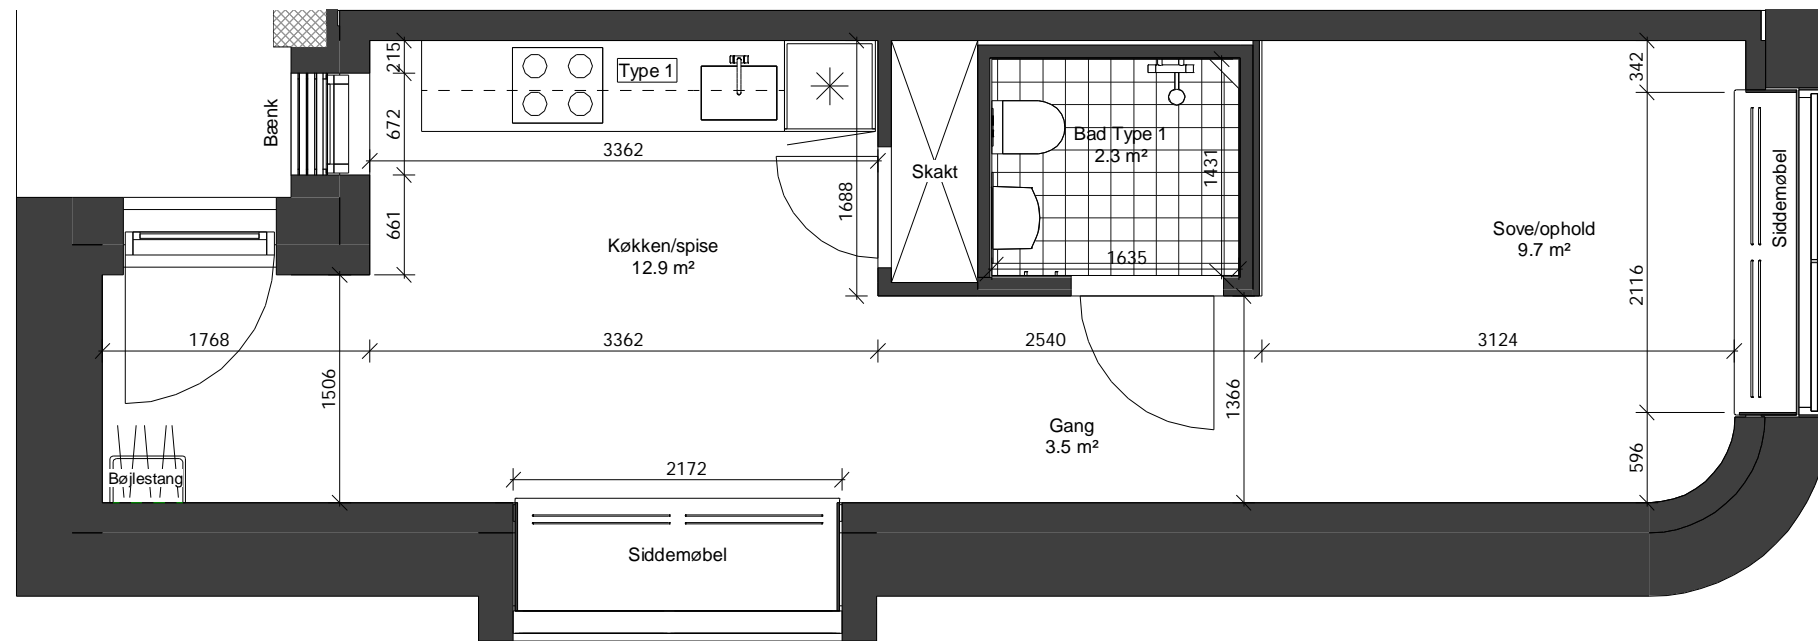 215
Type 1
342
Bænk
672
3362
Bad Type 1
2.3 m²
1431
Skakt
1688
661
Køkken/spise
12.9 m²
Sove/ophold
9.7 m²
Siddemøbel
1635
2116
1768
3362
2540
3124
1506
1366
Gang
3.5 m²
596
2172
Bøjlestang
Siddemøbel